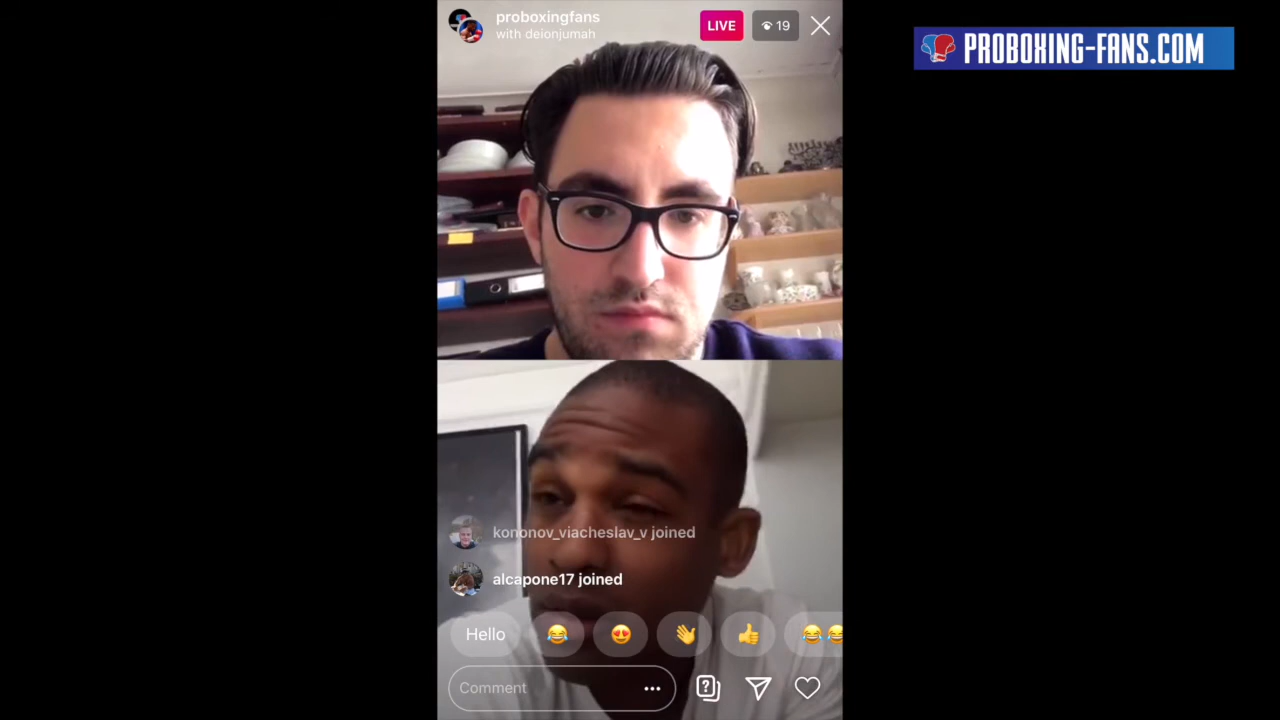 proboxingfans
with deionjumah
LIVE
19
PROBOXING-FANS.COM
kononov_viacheslav_v joined
alcapone17 joined
Hello
Comment